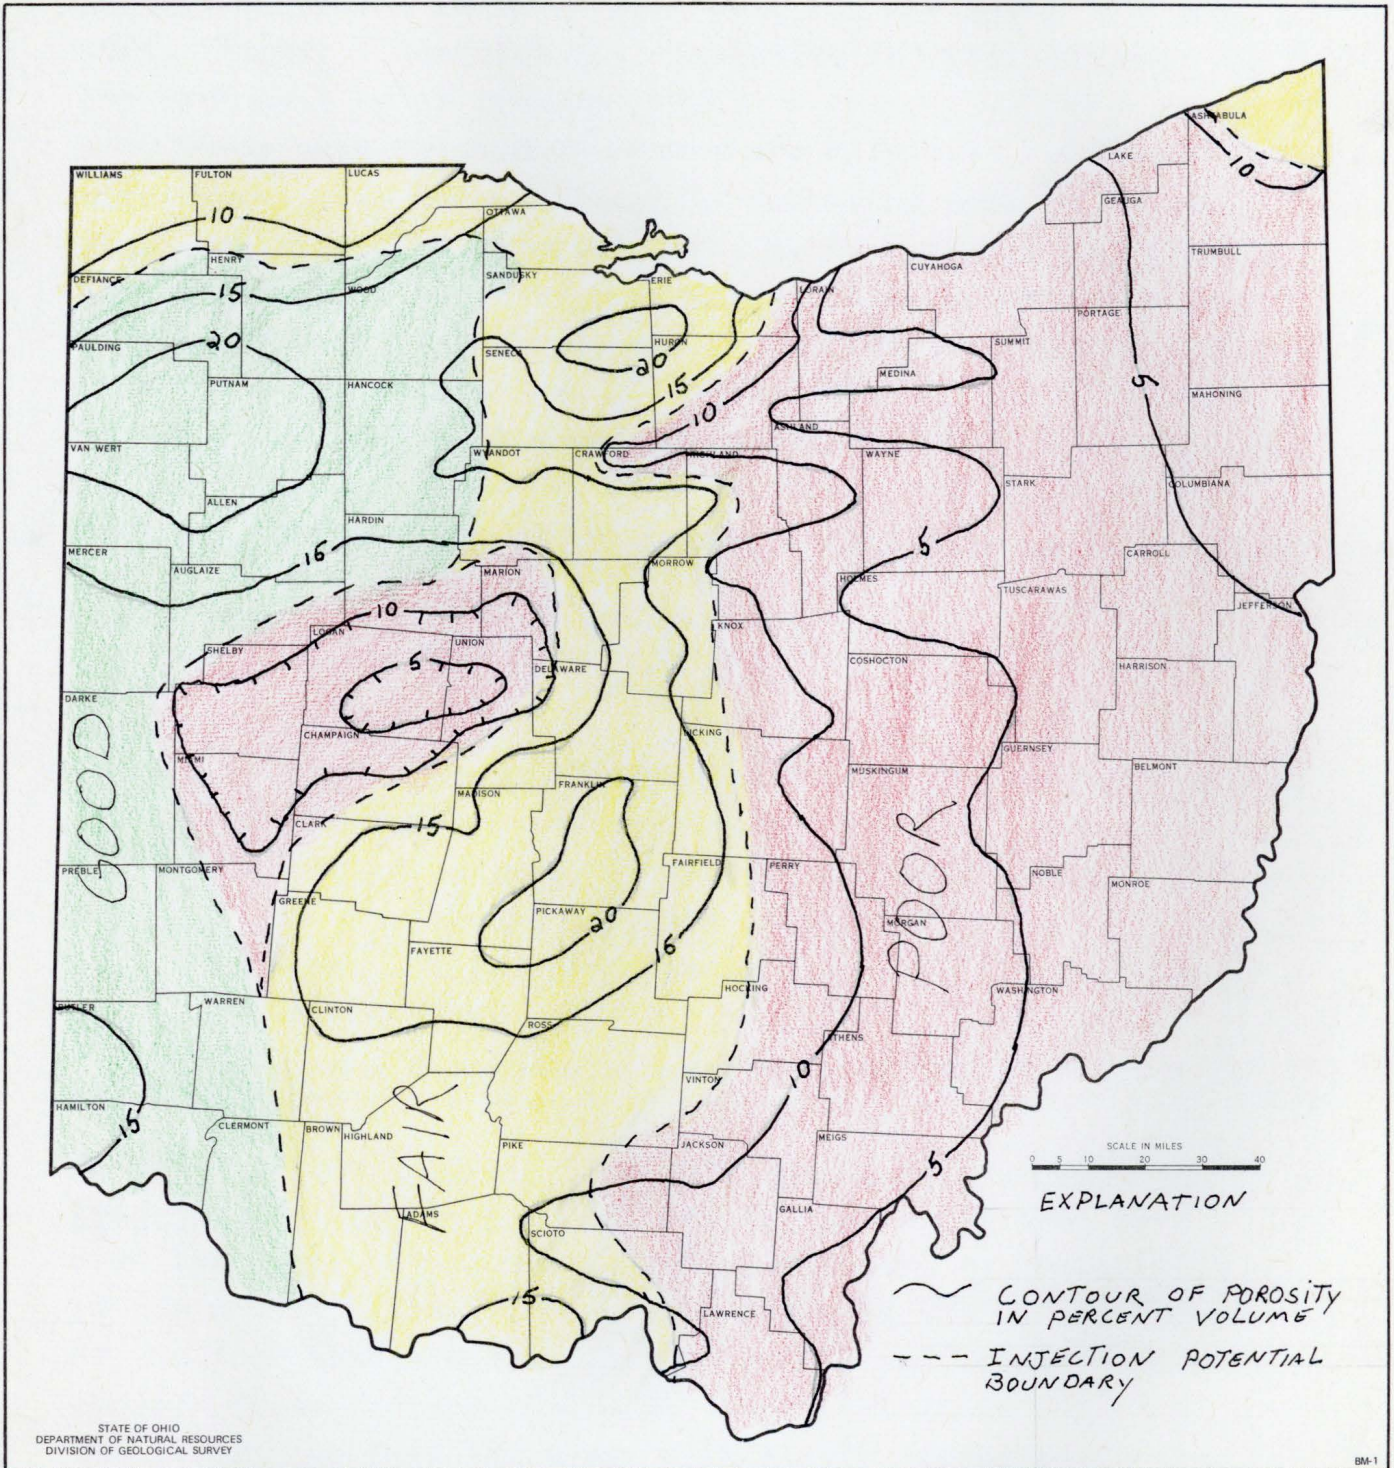 ASHTABULA
LAKE
10
GEAUGA
WILLIAMS
FULTON
LUCAS
10
OTTAWA
TRUMBULL
HENRY
CUYAHOGA
DEFIANCE
SANDUSKY
ERIE
15
WOOD
LORAIN
PORTAGE
20
PAULDING
HURON
SUMMIT
SENECA
20
MEDINA
5
PUTNAM
HANCOCK
15
MAHONING
10
ASHLAND
VAN WERT
WYANDOT
CRAWFORD
RICHLAND
WAYNE
STARK
COLUMBIANA
ALLEN
HARDIN
5
MERCER
15
CARROLL
AUGLAIZE
MARION
MORROW
HOLMES
TUSCARAWAS
10
JEFFERSON
LOGAN
KNOX
UNION
SHELBY
5
DELAWARE
COSHOCTON
HARRISON
DARKE
GOOD
CHAMPAIGN
LICKING
GUERNSEY
MIAMI
MUSKINGUM
BELMONT
MADISON
FRANKLIN
CLARK
15
POOR
PREBLE
MONTGOMERY
FAIRFIELD
PERRY
NOBLE
MONROE
GREENE
PICKAWAY
20
MORGAN
FAYETTE
15
HOCKING
WASHINGTON
BUTLER
WARREN
CLINTON
ROSS
ATHENS
10
VINTON
FAIR
HAMILTON
15
CLERMONT
BROWN
HIGHLAND
PIKE
JACKSON
MEIGS
5
ADAMS
GALLIA
SCIOTO
15
LAWRENCE
SCALE IN MILES
0 5 10 20 30 40
EXPLANATION
CONTOUR OF POROSITY
IN PERCENT VOLUME
INJECTION POTENTIAL
BOUNDARY
STATE OF OHIO
DEPARTMENT OF NATURAL RESOURCES
DIVISION OF GEOLOGICAL SURVEY
BM-1